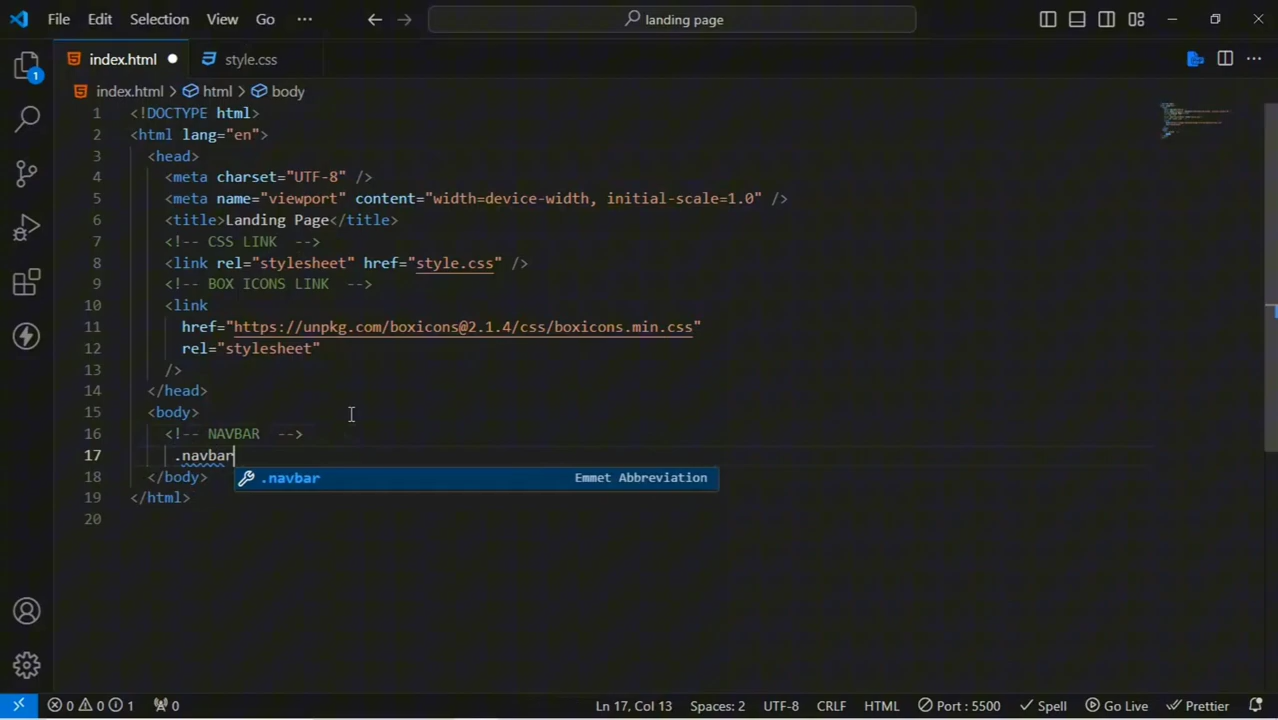 File Edit Selection View Go ··· landing page
index.html style.css
index.html > html > body
1 <!DOCTYPE html>
2 <html lang="en">
3 <head>
4 <meta charset="UTF-8" />
5 <meta name="viewport" content="width=device-width, initial-scale=1.0" />
6 <title>Landing Page</title>
7 <!-- CSS LINK  -->
8 <link rel="stylesheet" href="style.css" />
9 <!-- BOX ICONS LINK  -->
10 <link
11 href="https://unpkg.com/boxicons@2.1.4/css/boxicons.min.css"
12 rel="stylesheet"
13 />
14 </head>
15 <body>
16 <!-- NAVBAR  -->
17 .navbar
18 </body> .navbar Emmet Abbreviation
19 </html>
20
1
0 0 1 0 Ln 17, Col 13 Spaces: 2 UTF-8 CRLF HTML Port : 5500 Spell Go Live Prettier